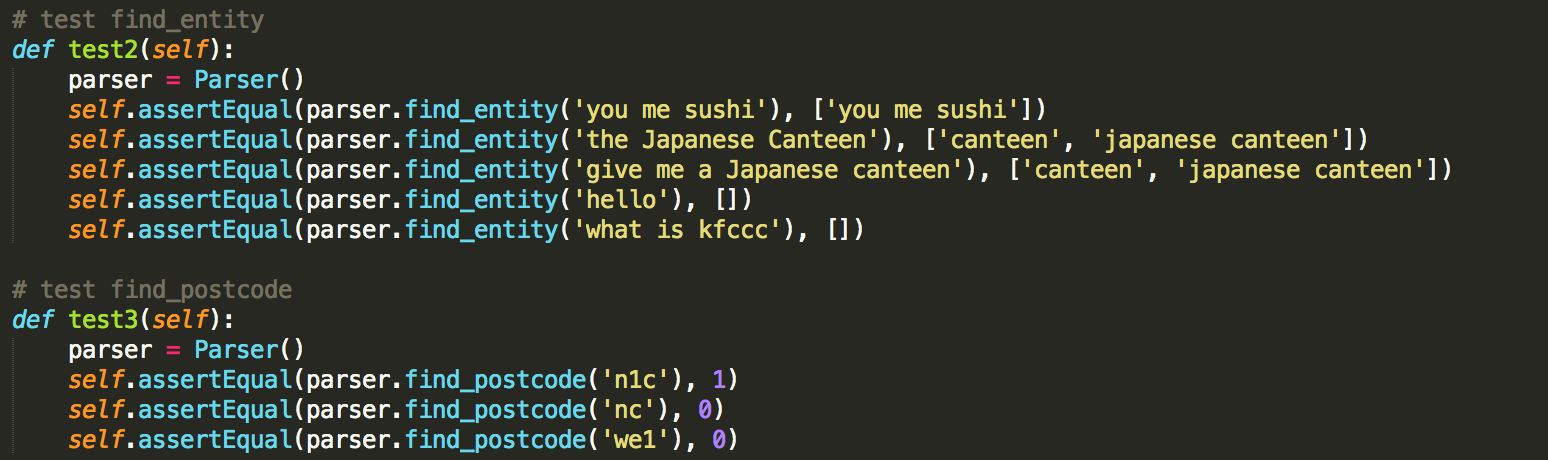 # test find_entity
def test2(self):
    parser = Parser()
    self.assertEqual(parser.find_entity('you me sushi'), ['you me sushi'])
    self.assertEqual(parser.find_entity('the Japanese Canteen'), ['canteen', 'japanese canteen'])
    self.assertEqual(parser.find_entity('give me a Japanese canteen'), ['canteen', 'japanese canteen'])
    self.assertEqual(parser.find_entity('hello'), [])
    self.assertEqual(parser.find_entity('what is kfccc'), [])

# test find_postcode
def test3(self):
    parser = Parser()
    self.assertEqual(parser.find_postcode('n1c'), 1)
    self.assertEqual(parser.find_postcode('nc'), 0)
    self.assertEqual(parser.find_postcode('we1'), 0)